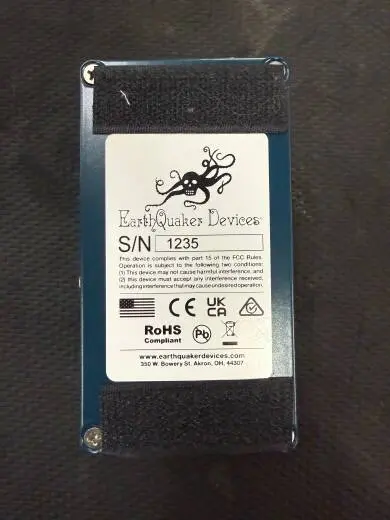 EarthQuaker Devices
S/N 1235
This device complies with part 15 of the FCC Rules.
Operation is subject to the following two conditions:
(1) This device may not cause harmful interference, and
(2) this device must accept any interference received,
including interference that may cause undesired operation.
CE UK CA
RoHS Pb
Compliant
www.earthquakerdevices.com
350 W. Bowery St. Akron, OH, 44307